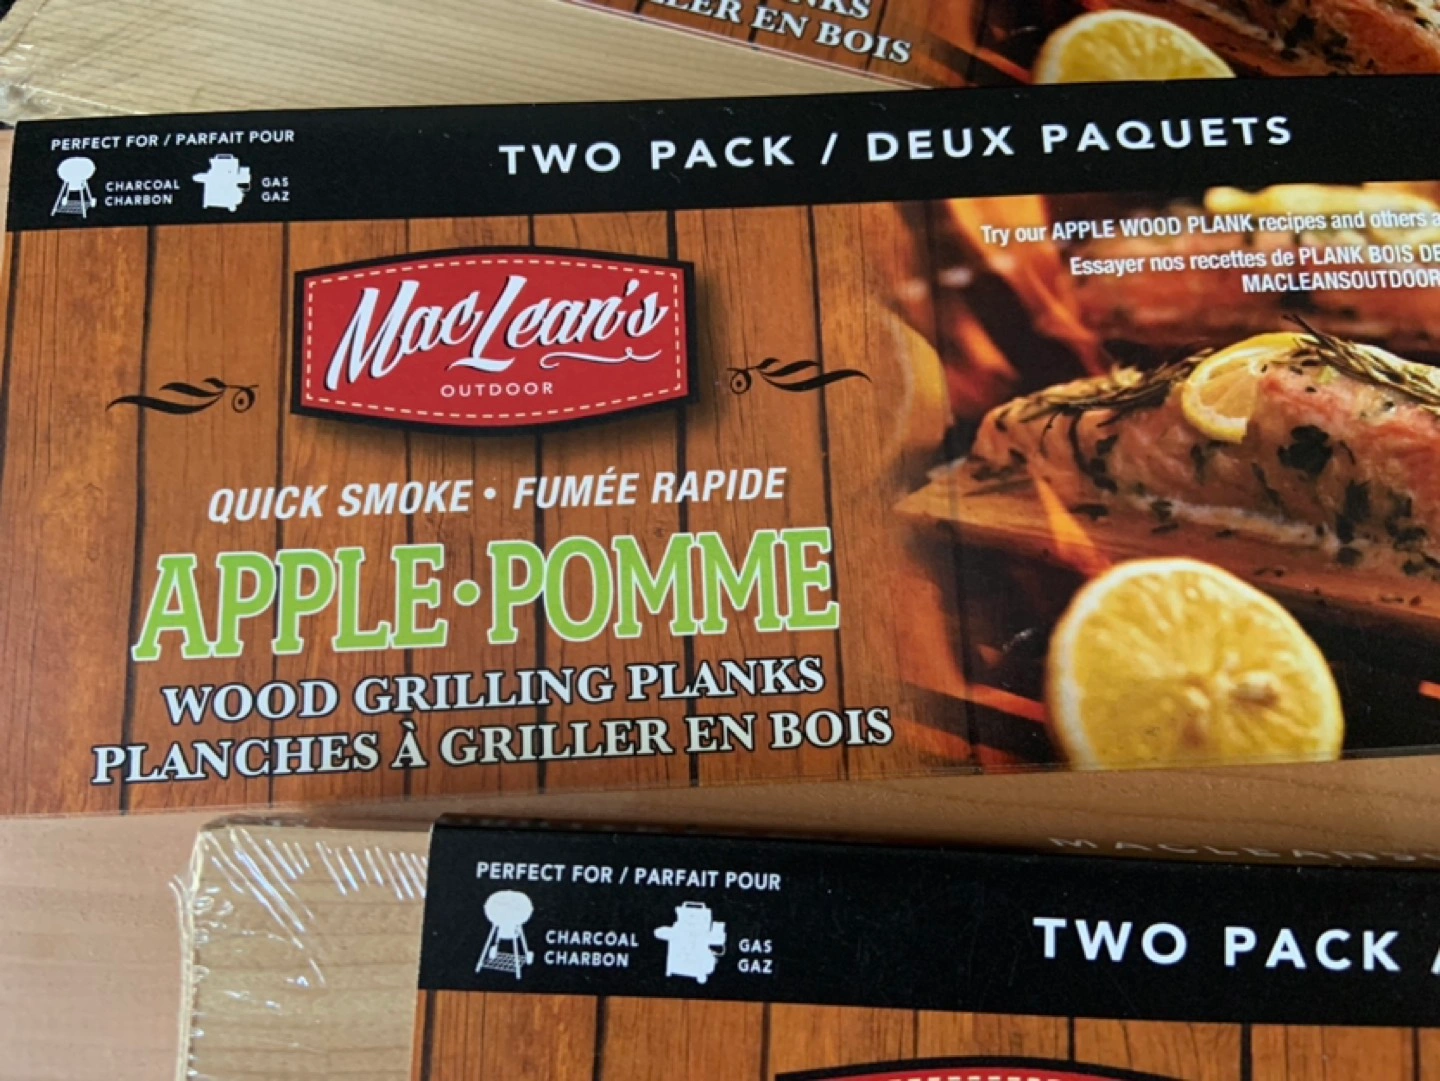 EN BOIS
PERFECT FOR / PARFAIT POUR
CHARCOAL
CHARBON
GAS
GAZ
TWO PACK / DEUX PAQUETS
Try our APPLE WOOD PLANK recipes and others
Essayer nos recettes de PLANK BOIS DE
MACLEANSOUTDOOR
MacLean's
OUTDOOR
QUICK SMOKE • FUMÉE RAPIDE
APPLE•POMME
WOOD GRILLING PLANKS
PLANCHES À GRILLER EN BOIS
PERFECT FOR / PARFAIT POUR
CHARCOAL
CHARBON
GAS
GAZ
TWO PACK